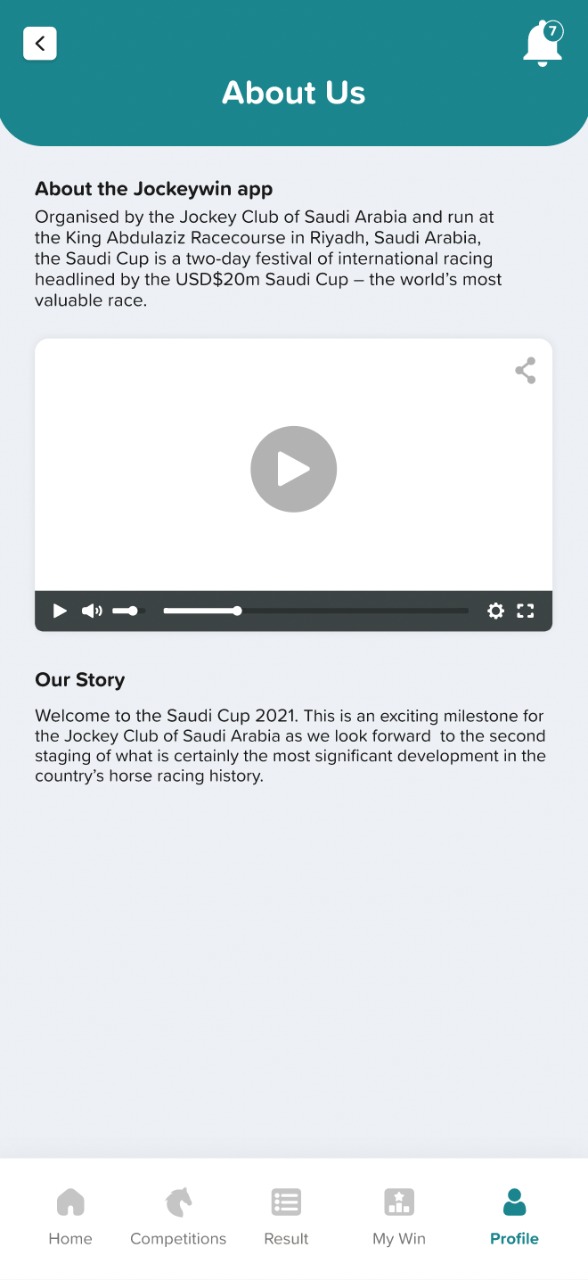 7
About Us
About the Jockeywin app
Organised by the Jockey Club of Saudi Arabia and run at
the King Abdulaziz Racecourse in Riyadh, Saudi Arabia,
the Saudi Cup is a two-day festival of international racing
headlined by the USD$20m Saudi Cup – the world's most
valuable race.
Our Story
Welcome to the Saudi Cup 2021. This is an exciting milestone for
the Jockey Club of Saudi Arabia as we look forward  to the second
staging of what is certainly the most significant development in the
country's horse racing history.
Home
Competitions
Result
My Win
Profile